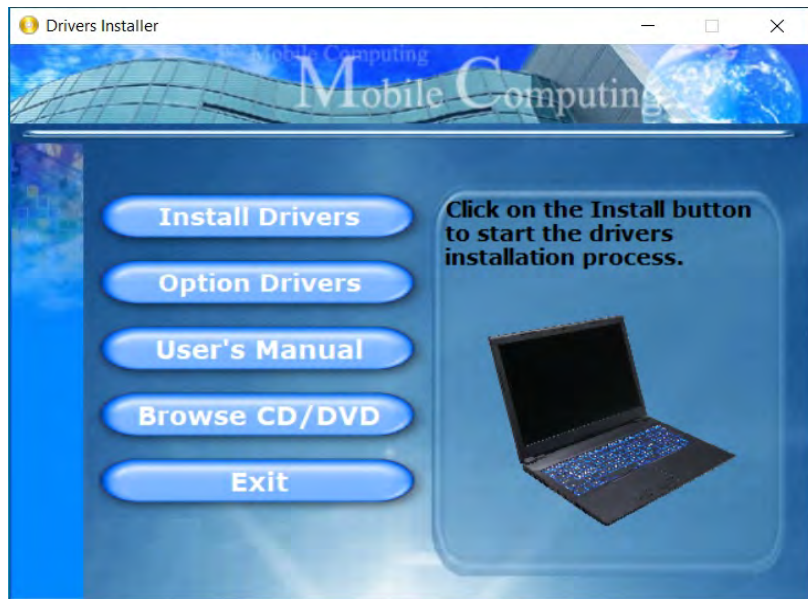 Drivers Installer
Mobile Computing
Mobile Computing
Install Drivers
Option Drivers
User's Manual
Browse CD/DVD
Exit
Click on the Install button
to start the drivers
installation process.